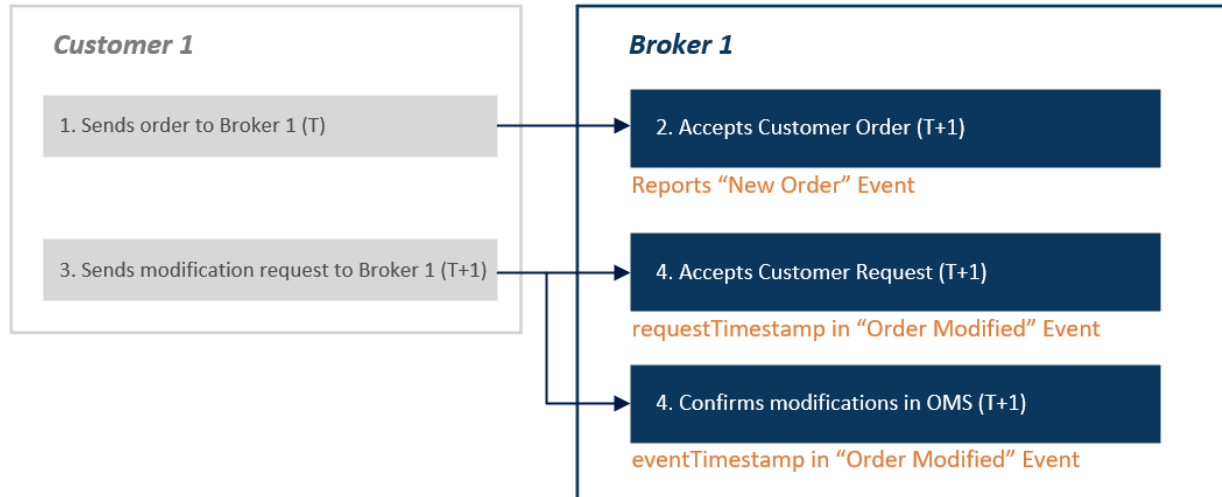 Customer 1
Broker 1
1. Sends order to Broker 1 (T)
2. Accepts Customer Order (T+1)
Reports “New Order” Event
3. Sends modification request to Broker 1 (T+1)
4. Accepts Customer Request (T+1)
requestTimestamp in “Order Modified” Event
4. Confirms modifications in OMS (T+1)
eventTimestamp in “Order Modified” Event